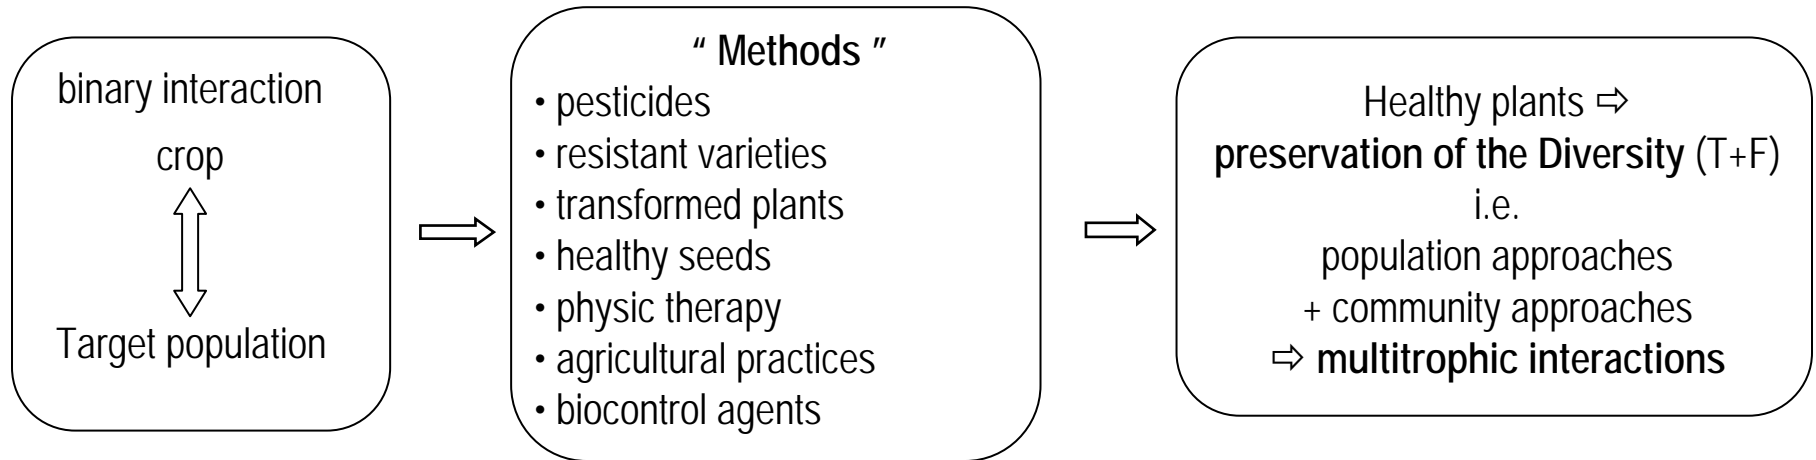 binary interaction
crop
Target population
“ Methods ”
• pesticides
• resistant varieties
• transformed plants
• healthy seeds
• physic therapy
• agricultural practices
• biocontrol agents
Healthy plants ⇨
preservation of the Diversity (T+F)
i.e.
population approaches
+ community approaches
⇨ multitrophic interactions